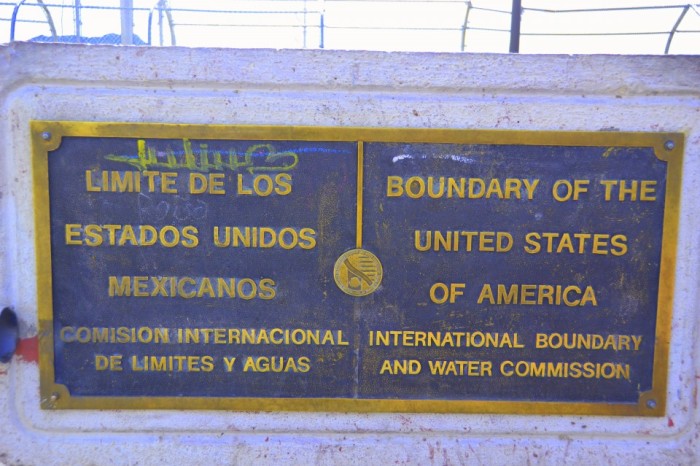 LIMITE DE LOS
ESTADOS UNIDOS
MEXICANOS
COMISION INTERNACIONAL
DE LIMITES Y AGUAS
BOUNDARY OF THE
UNITED STATES
OF AMERICA
INTERNATIONAL BOUNDARY
AND WATER COMMISSION